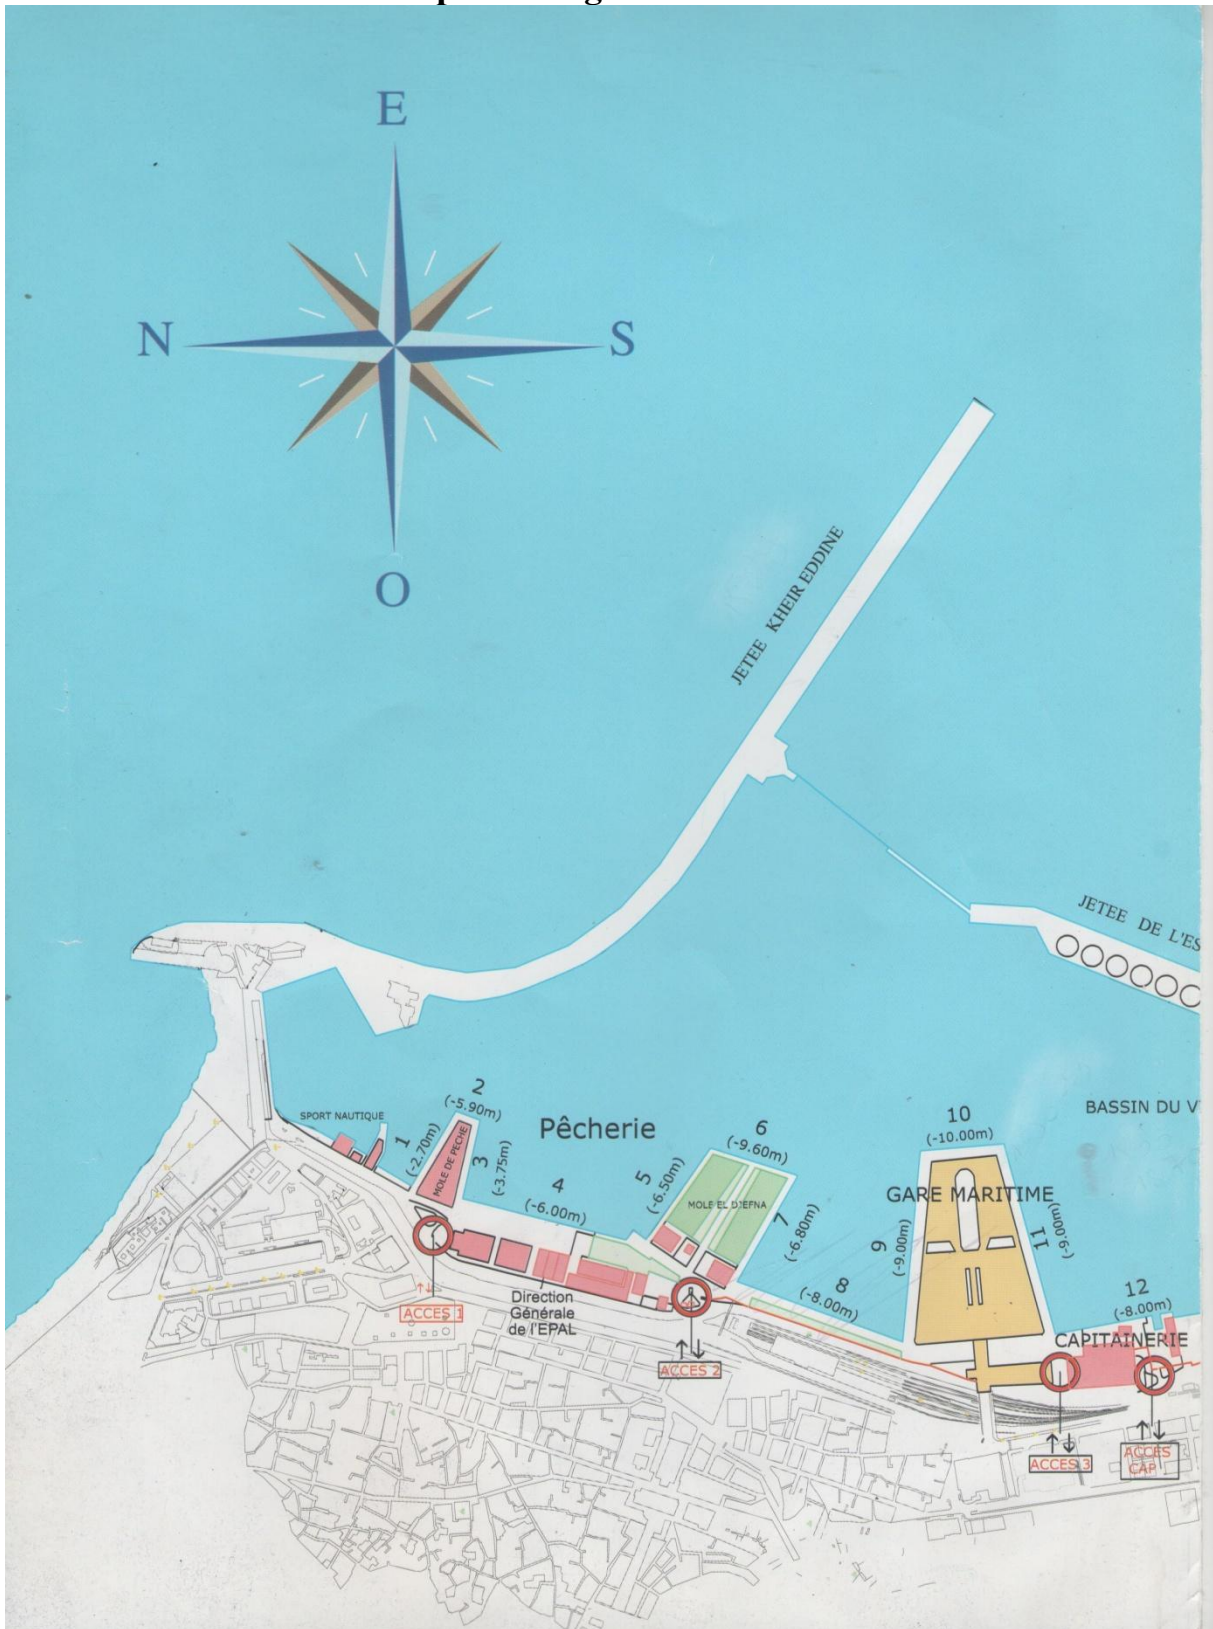 E
N
S
O
JETEE KHEIR EDDINE
JETEE DE L'ES
SPORT NAUTIQUE
1
(-2.70m)
2
(-5.90m)
MOLE DE PECHE
3
(-3.75m)
Pêcherie
4
(-6.00m)
5
(-6.50m)
6
(-9.60m)
MOLE EL DJEFNA
7
(-6.80m)
8
(-8.00m)
9
(-9.00m)
10
(-10.00m)
GARE MARITIME
11
(-9.00m)
BASSIN DU V
12
(-8.00m)
CAPITAINERIE
Direction
Générale
de l'EPAL
ACCES 1
ACCES 2
ACCES 3
ACCES
CAP